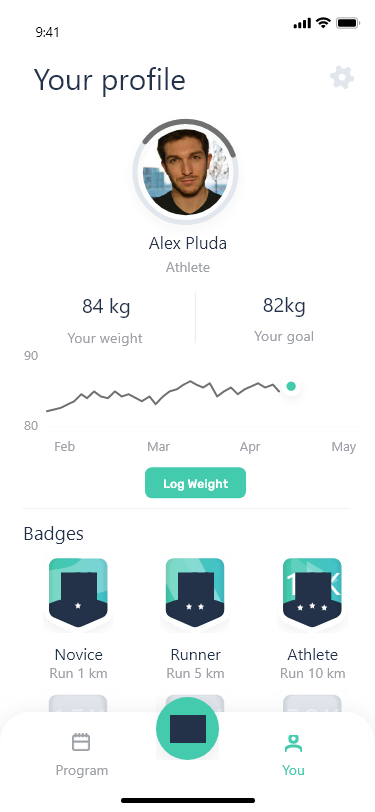 9:41
Your profile
Alex Pluda
Athlete
84 kg
82kg
Your weight
Your goal
90
80
Feb Mar Apr May
Log Weight
Badges
Novice Runner Athlete
Run 1 km Run 5 km Run 10 km
Program You